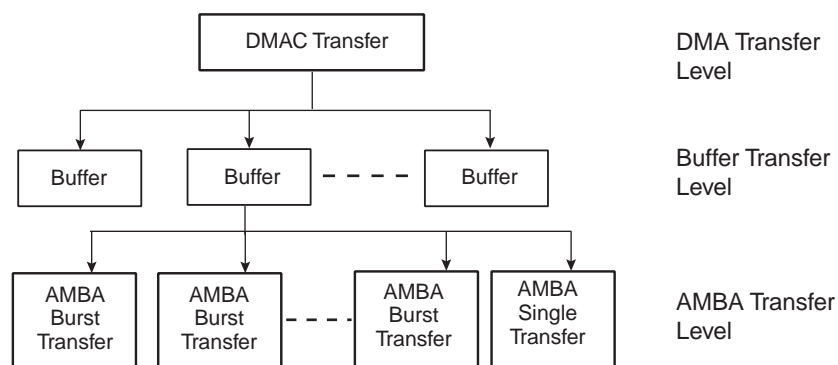 DMAC Transfer
DMA Transfer
Level
Buffer
Buffer
Buffer
Buffer Transfer
Level
AMBA
Burst
Transfer
AMBA
Burst
Transfer
AMBA
Burst
Transfer
AMBA
Single
Transfer
AMBA Transfer
Level